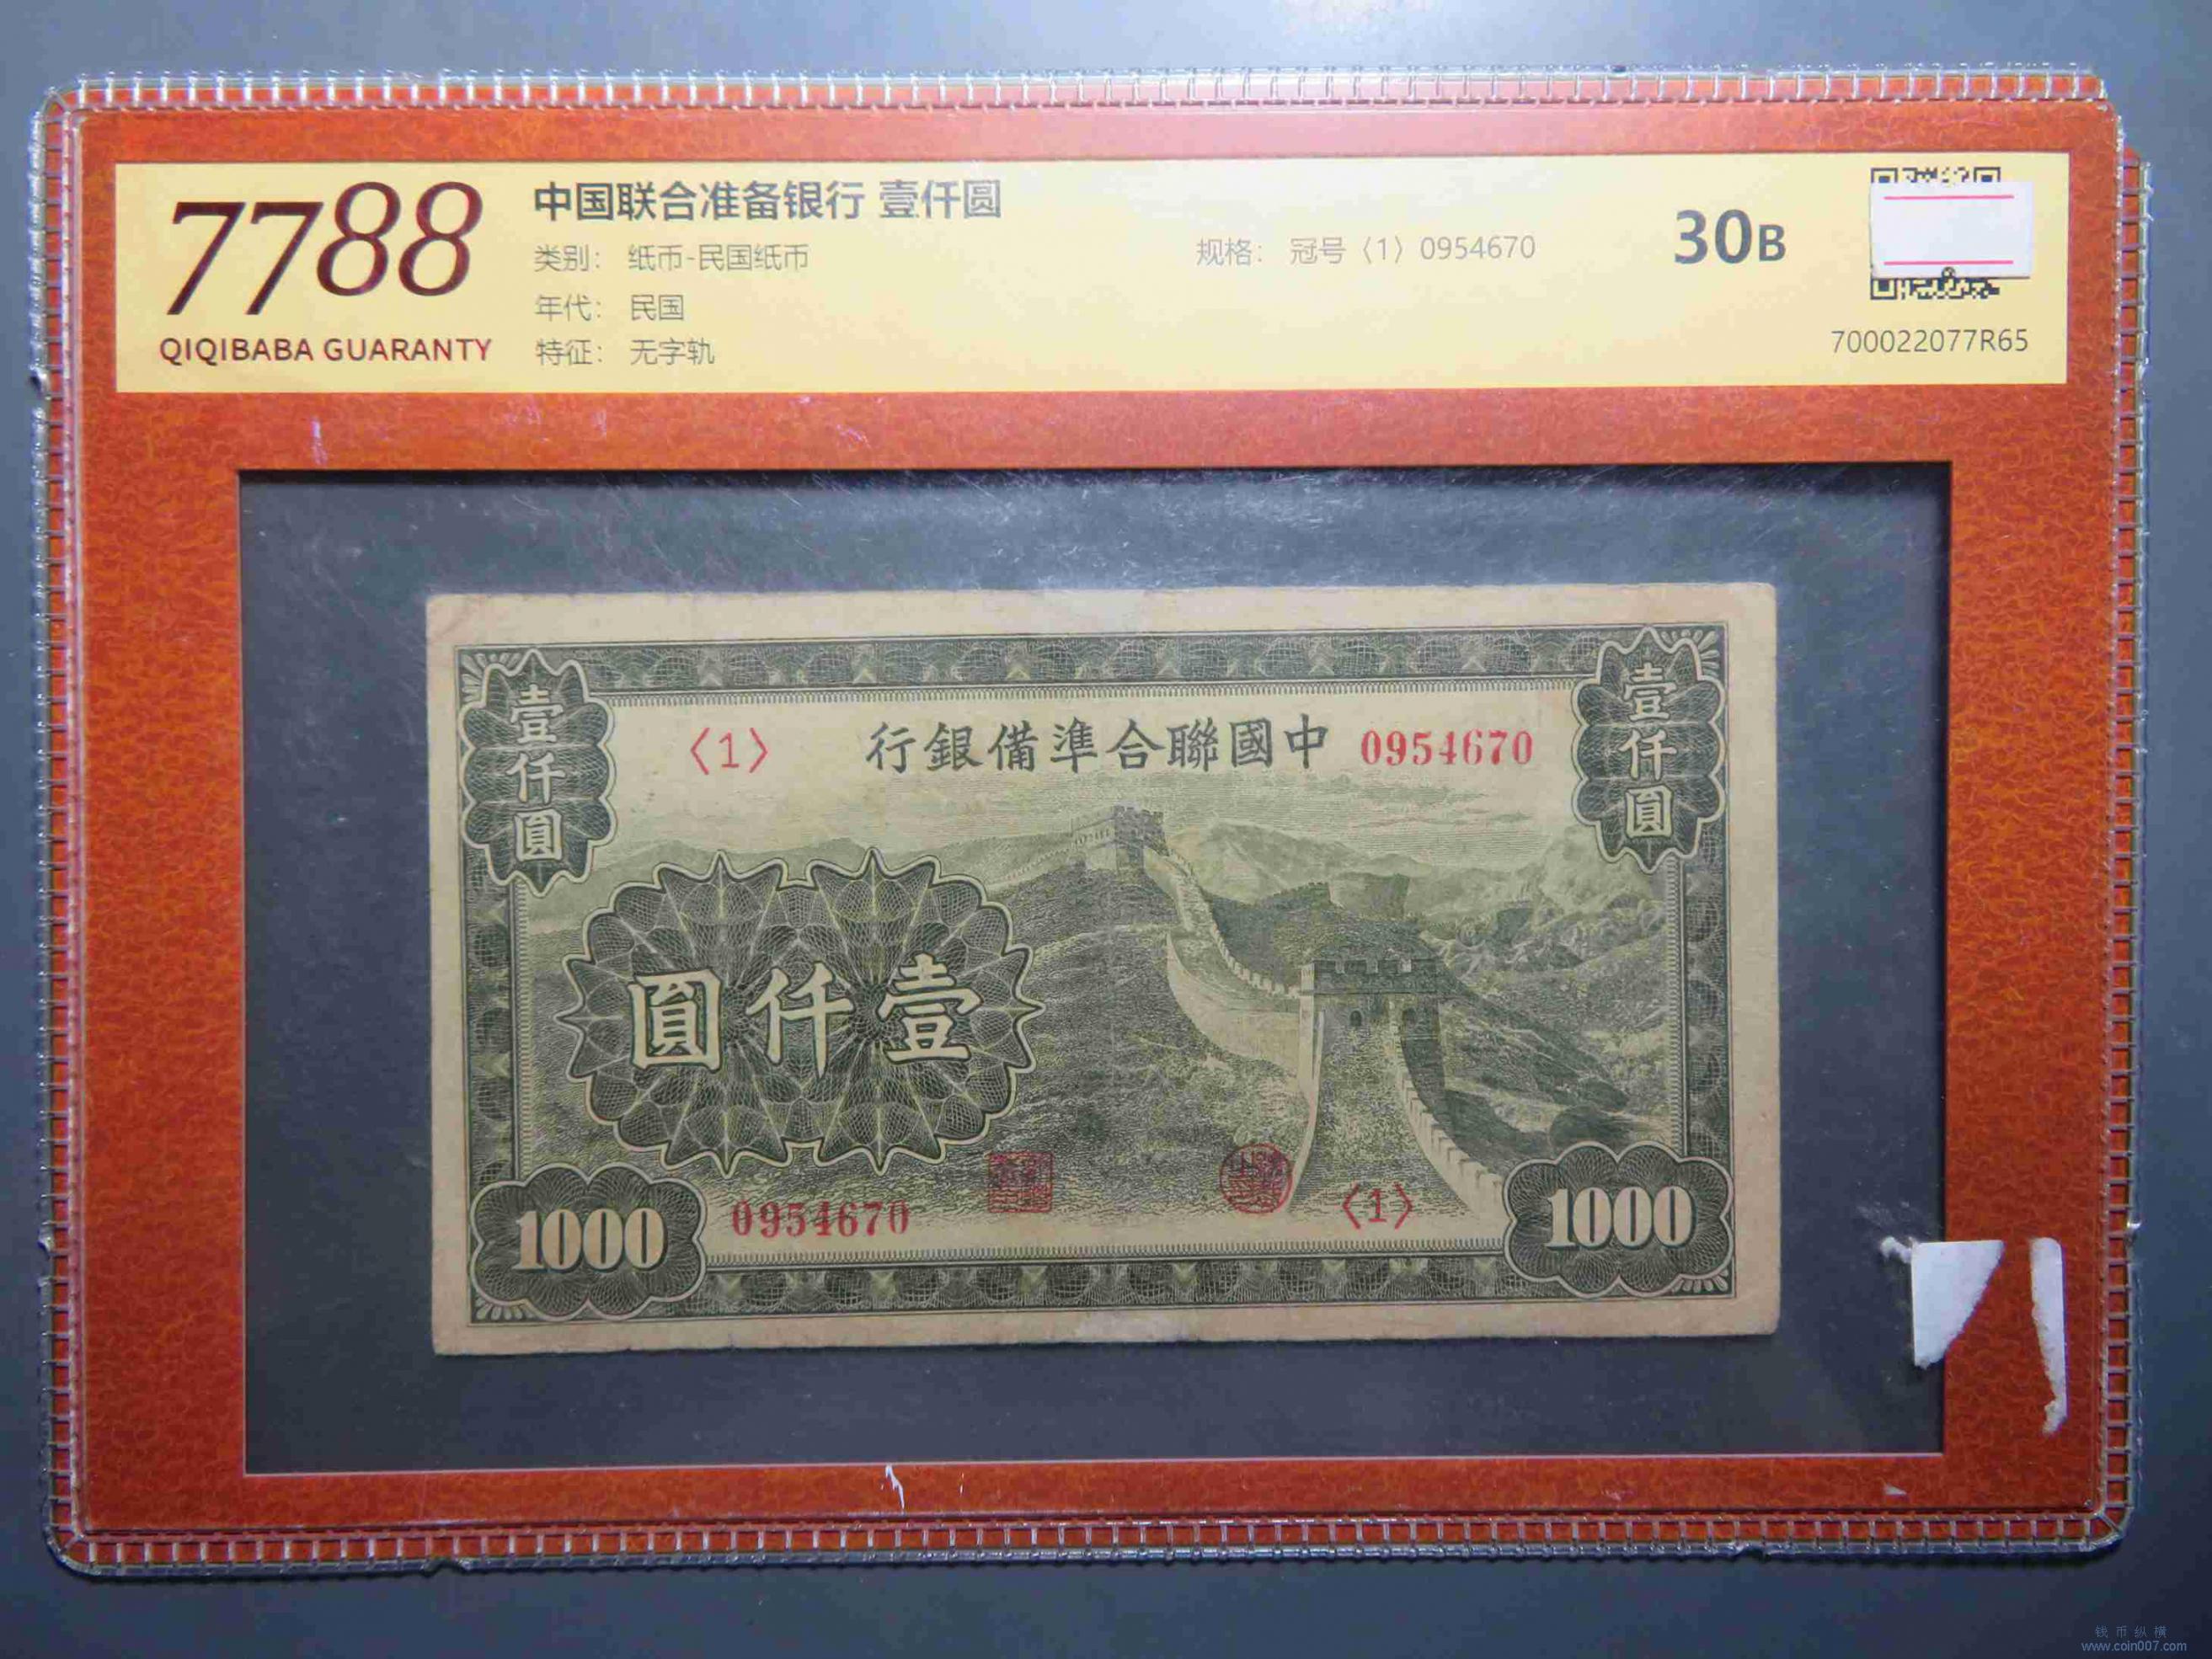 7788
QIQIBABA GUARANTY
中国联合准备银行 壹仟圆
类别： 纸币-民国纸币
年代： 民国
特征： 无字轨
规格： 冠号〈1〉0954670
30B
700022077R65
壹仟圓
〈1〉
行銀備準合聯國中
0954670
壹仟圓
圓仟壹
1000
0954670
〈1〉
1000
钱币纵横
www.coin007.com